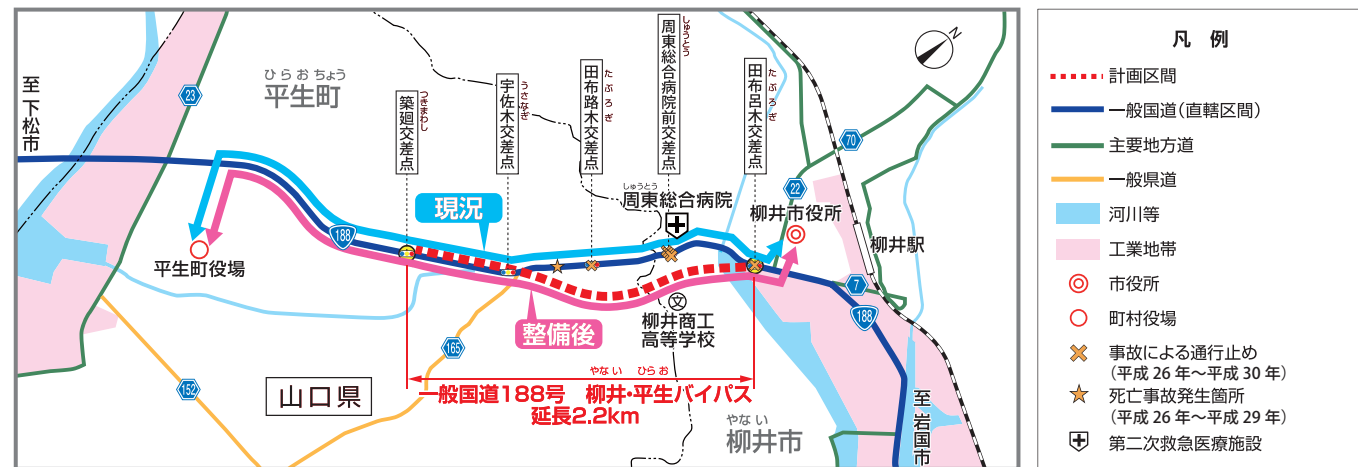 至 下松市
23
ひらおちょう
平生町
つきまわし
築廻交差点
うさなぎ
宇佐木交差点
たぶろぎ
田布路木交差点
しゅうとう
周東総合病院前交差点
たぶろぎ
田布呂木交差点
N
70
22
しゅうとう
周東総合病院
柳井市役所
柳井駅
現況
188
平生町役場
7
188
整備後
文
柳井商工
高等学校
165
152
山口県
やない ひらお
一般国道188号 柳井・平生バイパス
延長2.2km
やない
柳井市
至 岩国市
凡 例
計画区間
一般国道(直轄区間)
主要地方道
一般県道
河川等
工業地帯
市役所
町村役場
事故による通行止め
(平成26年〜平成30年)
死亡事故発生箇所
(平成26年〜平成29年)
第二次救急医療施設